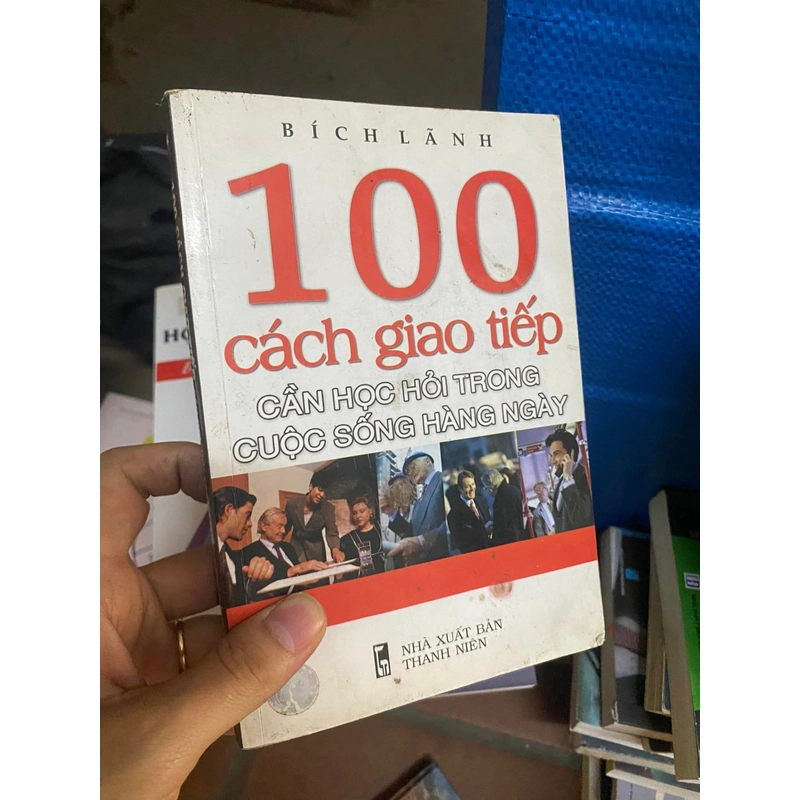 BÍCH LÃNH
100
cách giao tiếp
CẦN HỌC HỎI TRONG
CUỘC SỐNG HÀNG NGÀY
NHÀ XUẤT BẢN
THANH NIÊN